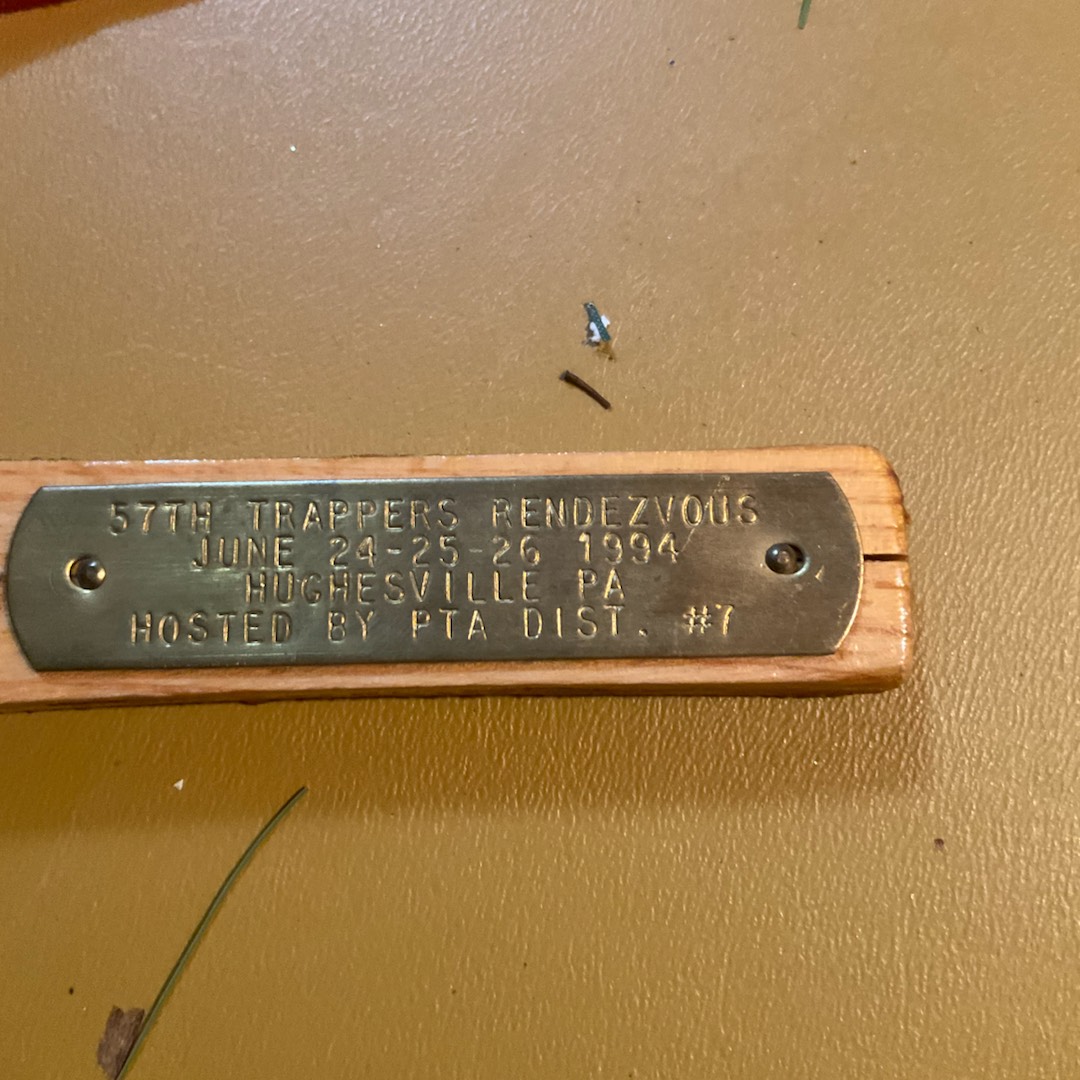 57TH TRAPPERS RENDEZVOUS
JUNE 24-25-26 1994
HUGHESVILLE PA
HOSTED BY PTA DIST. #7